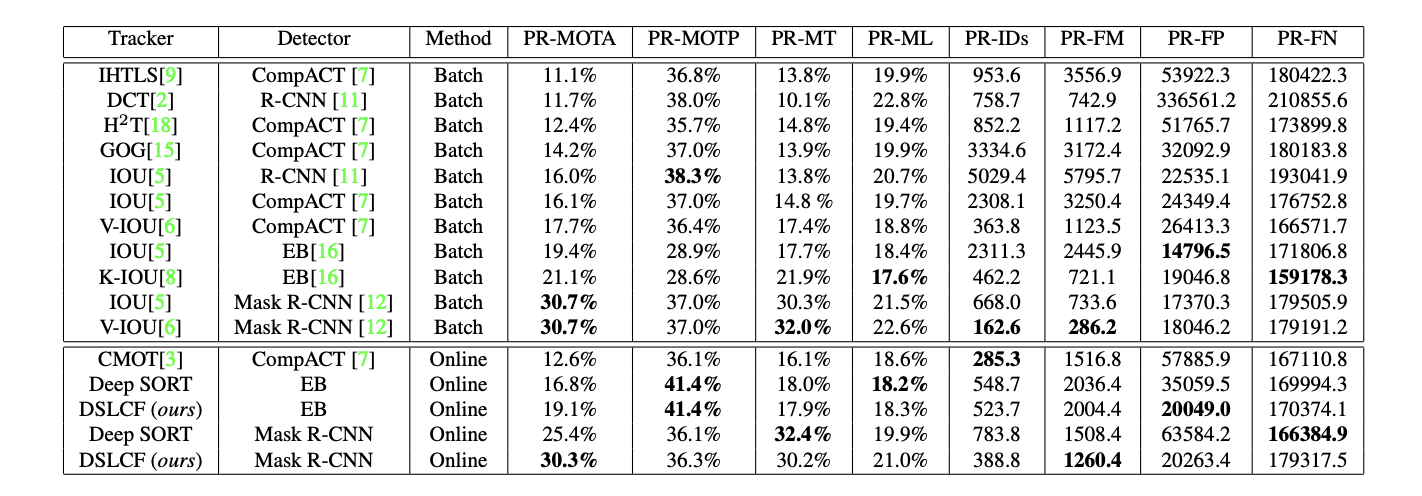 Tracker Detector Method PR-MOTA PR-MOTP PR-MT PR-ML PR-IDs PR-FM PR-FP PR-FN
IHTLS[9] CompACT [7] Batch 11.1% 36.8% 13.8% 19.9% 953.6 3556.9 53922.3 180422.3
DCT[2] R-CNN [11] Batch 11.7% 38.0% 10.1% 22.8% 758.7 742.9 336561.2 210855.6
H²T[18] CompACT [7] Batch 12.4% 35.7% 14.8% 19.4% 852.2 1117.2 51765.7 173899.8
GOG[15] CompACT [7] Batch 14.2% 37.0% 13.9% 19.9% 3334.6 3172.4 32092.9 180183.8
IOU[5] R-CNN [11] Batch 16.0% 38.3% 13.8% 20.7% 5029.4 5795.7 22535.1 193041.9
IOU[5] CompACT [7] Batch 16.1% 37.0% 14.8 % 19.7% 2308.1 3250.4 24349.4 176752.8
V-IOU[6] CompACT [7] Batch 17.7% 36.4% 17.4% 18.8% 363.8 1123.5 26413.3 166571.7
IOU[5] EB[16] Batch 19.4% 28.9% 17.7% 18.4% 2311.3 2445.9 14796.5 171806.8
K-IOU[8] EB[16] Batch 21.1% 28.6% 21.9% 17.6% 462.2 721.1 19046.8 159178.3
IOU[5] Mask R-CNN [12] Batch 30.7% 37.0% 30.3% 21.5% 668.0 733.6 17370.3 179505.9
V-IOU[6] Mask R-CNN [12] Batch 30.7% 37.0% 32.0% 22.6% 162.6 286.2 18046.2 179191.2
CMOT[3] CompACT [7] Online 12.6% 36.1% 16.1% 18.6% 285.3 1516.8 57885.9 167110.8
Deep SORT EB Online 16.8% 41.4% 18.0% 18.2% 548.7 2036.4 35059.5 169994.3
DSLCF (ours) EB Online 19.1% 41.4% 17.9% 18.3% 523.7 2004.4 20049.0 170374.1
Deep SORT Mask R-CNN Online 25.4% 36.1% 32.4% 19.9% 783.8 1508.4 63584.2 166384.9
DSLCF (ours) Mask R-CNN Online 30.3% 36.3% 30.2% 21.0% 388.8 1260.4 20263.4 179317.5